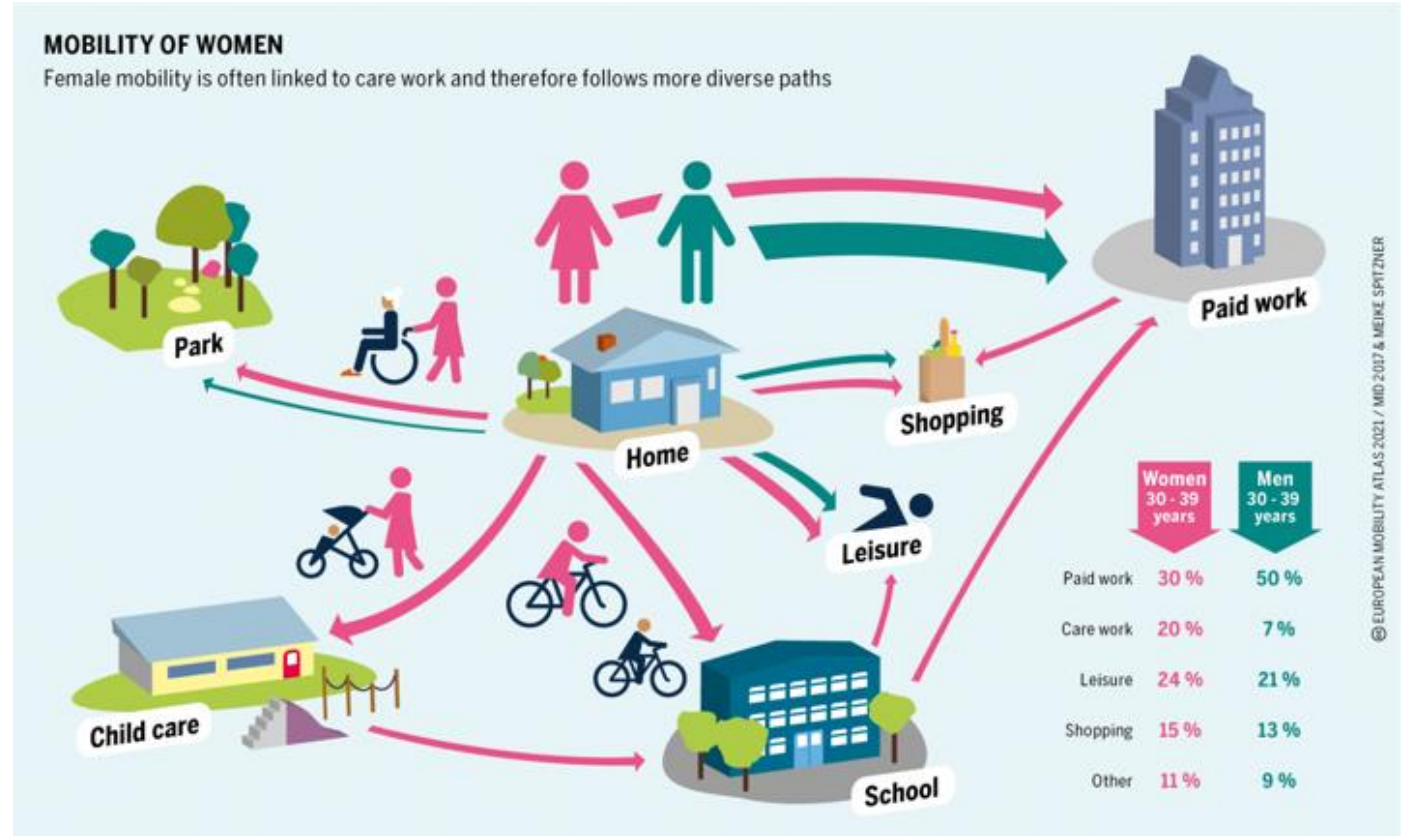 MOBILITY OF WOMEN
Female mobility is often linked to care work and therefore follows more diverse paths
Paid work
Park
Shopping
Home
Leisure
Child care
School
Women
30 - 39
years
Men
30 - 39
years
Paid work 30 % 50 %
Care work 20 % 7 %
Leisure 24 % 21 %
Shopping 15 % 13 %
Other 11 % 9 %
EUROPEAN MOBILITY ATLAS 2021 / MID 2017 & MEIKE SPITZNER